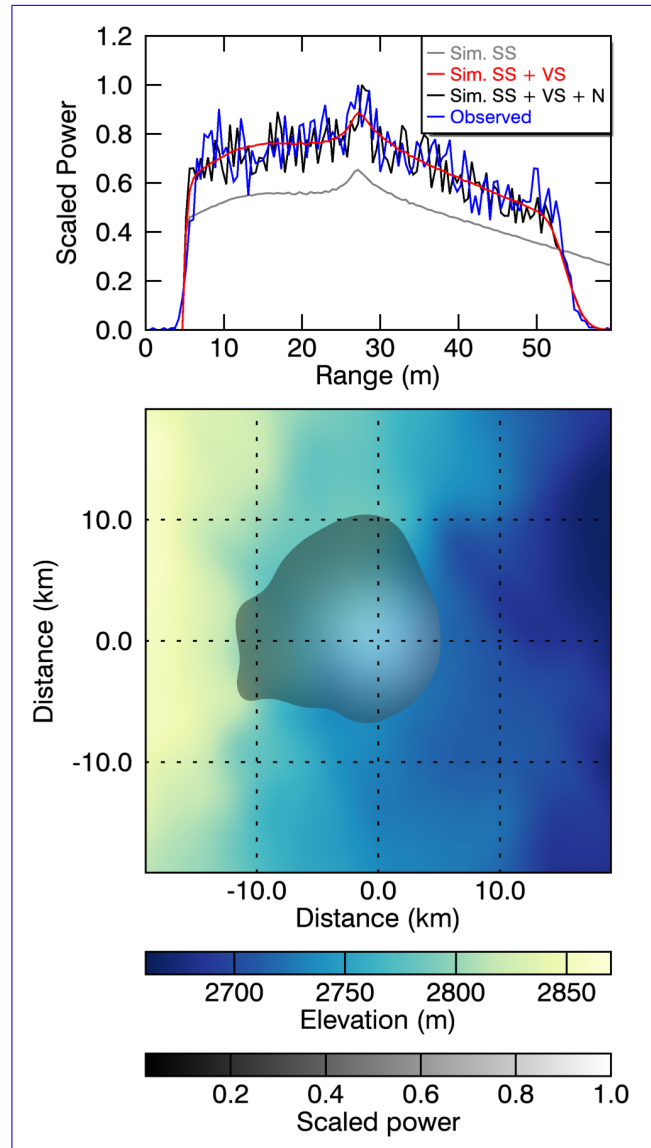 1.2
1.0
0.8
0.6
0.4
0.2
0.0
Scaled Power
Sim. SS
Sim. SS + VS
Sim. SS + VS + N
Observed
0 10 20 30 40 50
Range (m)
10.0
0.0
-10.0
Distance (km)
-10.0 0.0 10.0
Distance (km)
2700 2750 2800 2850
Elevation (m)
0.2 0.4 0.6 0.8 1.0
Scaled power